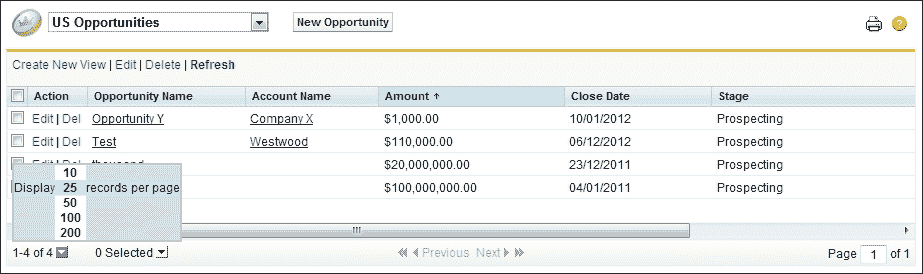 US Opportunities New Opportunity ?
Create New View | Edit | Delete | Refresh
Action Opportunity Name Account Name Amount ↑ Close Date Stage
Edit | Del Opportunity Y Company X $1,000.00 10/01/2012 Prospecting
Edit | Del Test Westwood $110,000.00 06/12/2012 Prospecting
$20,000,000.00 23/12/2011 Prospecting
$100,000,000.00 04/01/2011 Prospecting
10
Display 25 records per page
50
100
200
1-4 of 4 0 Selected Previous Next Page 1 of 1